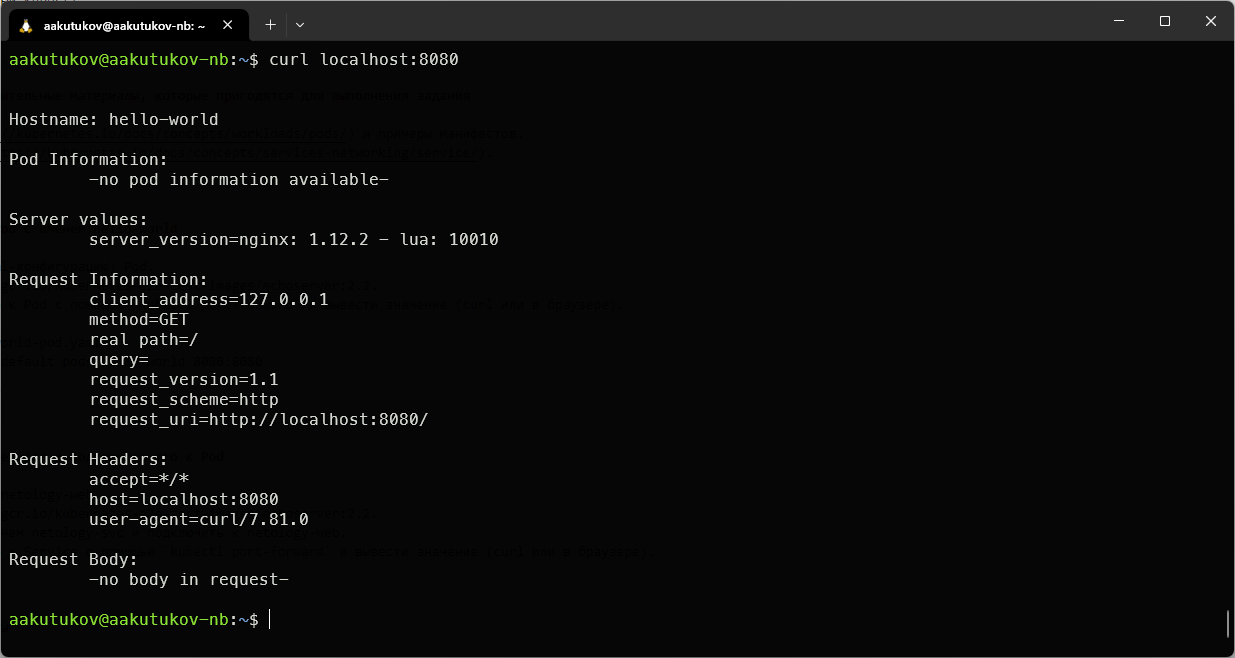 aakutukov@aakutukov-nb: ~
aakutukov@aakutukov-nb:~$ curl localhost:8080
Hostname: hello-world
Pod Information:
-no pod information available-
Server values:
server_version=nginx: 1.12.2 - lua: 10010
Request Information:
client_address=127.0.0.1
method=GET
real path=/
query=
request_version=1.1
request_scheme=http
request_uri=http://localhost:8080/
Request Headers:
accept=*/*
host=localhost:8080
user-agent=curl/7.81.0
Request Body:
-no body in request-
aakutukov@aakutukov-nb:~$